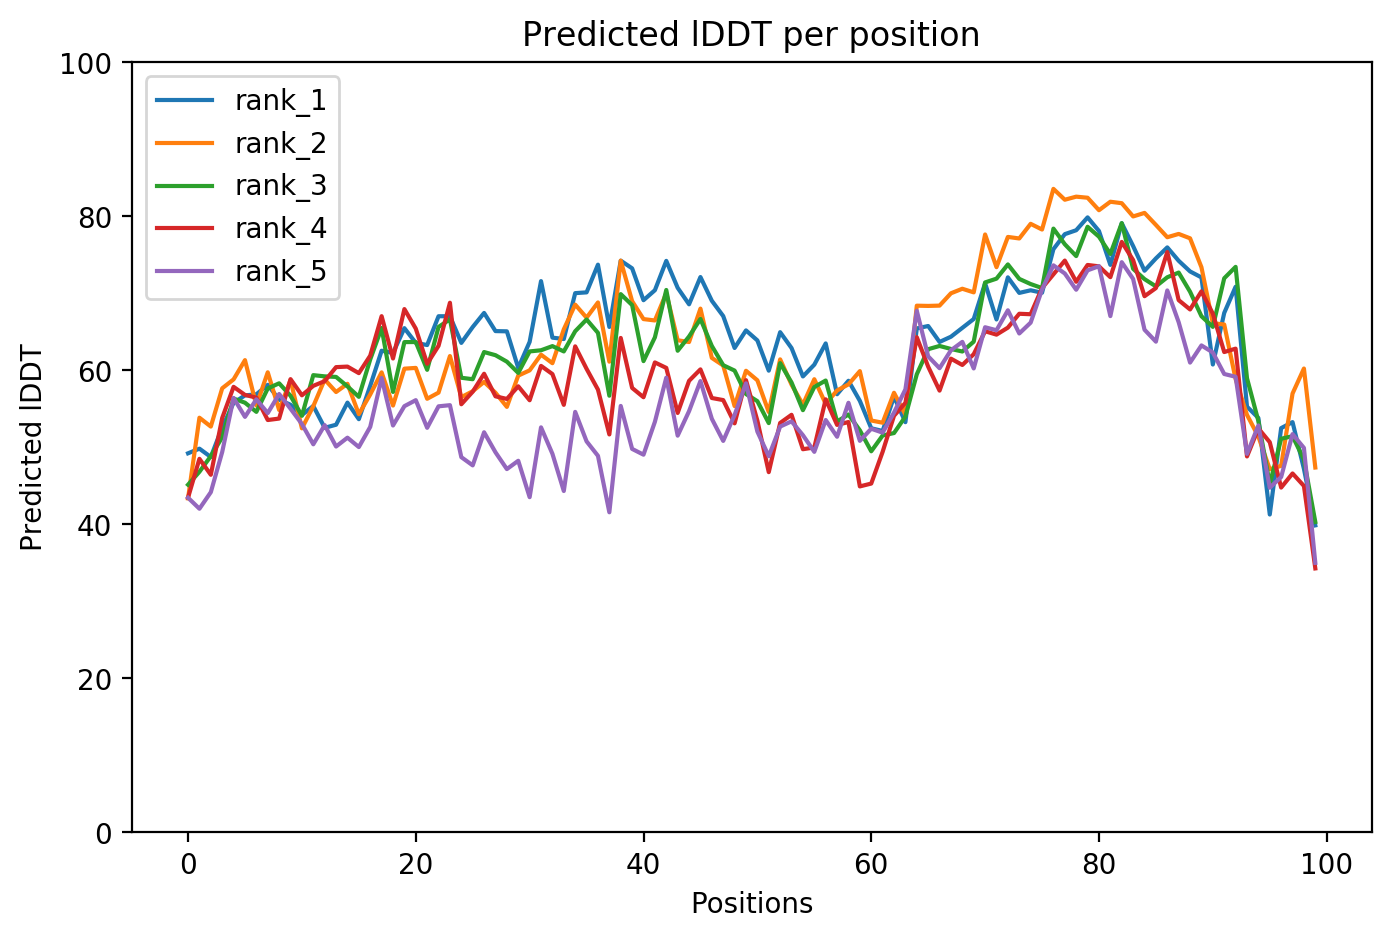 Predicted lDDT per position
100
80
60
40
20
0
Predicted lDDT
rank_1
rank_2
rank_3
rank_4
rank_5
0 20 40 60 80 100
Positions